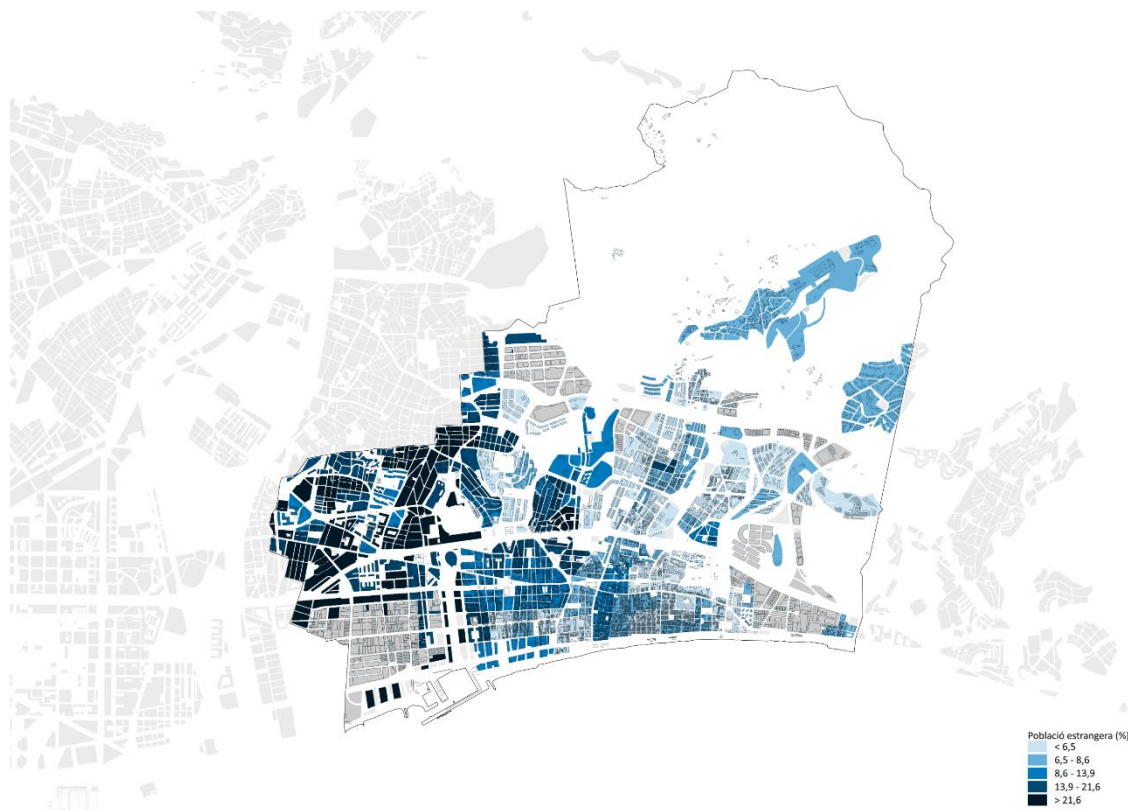 Població estrangera (%)
< 6,5
6,5 - 8,6
8,6 - 13,9
13,9 - 21,6
> 21,6